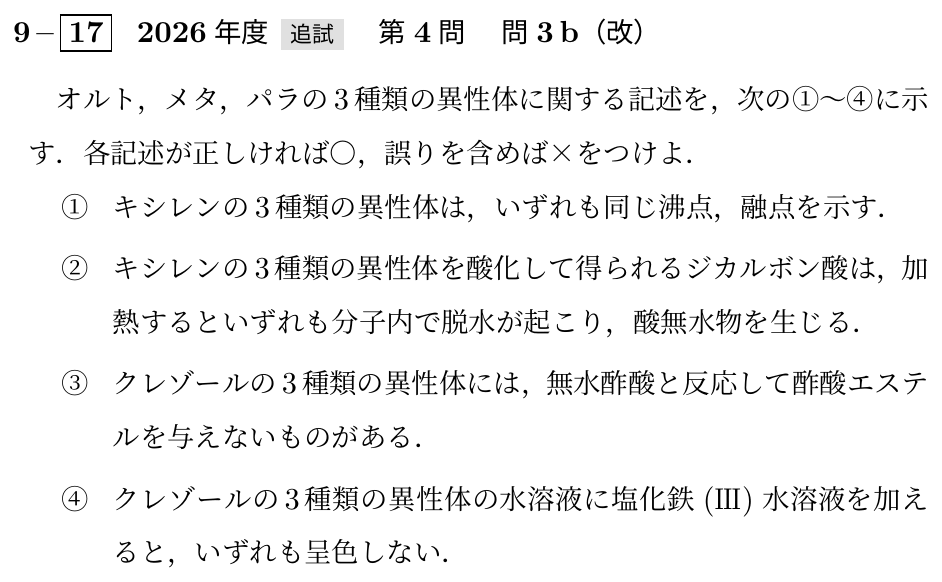 9–17 2026 年度 追試 第 4 問 問 3 b（改）
オルト，メタ，パラの 3 種類の異性体に関する記述を，次の①〜④に示
す．各記述が正しければ○，誤りを含めば×をつけよ．
① キシレンの 3 種類の異性体は，いずれも同じ沸点，融点を示す．
② キシレンの 3 種類の異性体を酸化して得られるジカルボン酸は，加
熱するといずれも分子内で脱水が起こり，酸無水物を生じる．
③ クレゾールの 3 種類の異性体には，無水酢酸と反応して酢酸エステ
ルを与えないものがある．
④ クレゾールの 3 種類の異性体の水溶液に塩化鉄 (Ⅲ) 水溶液を加え
ると，いずれも呈色しない．